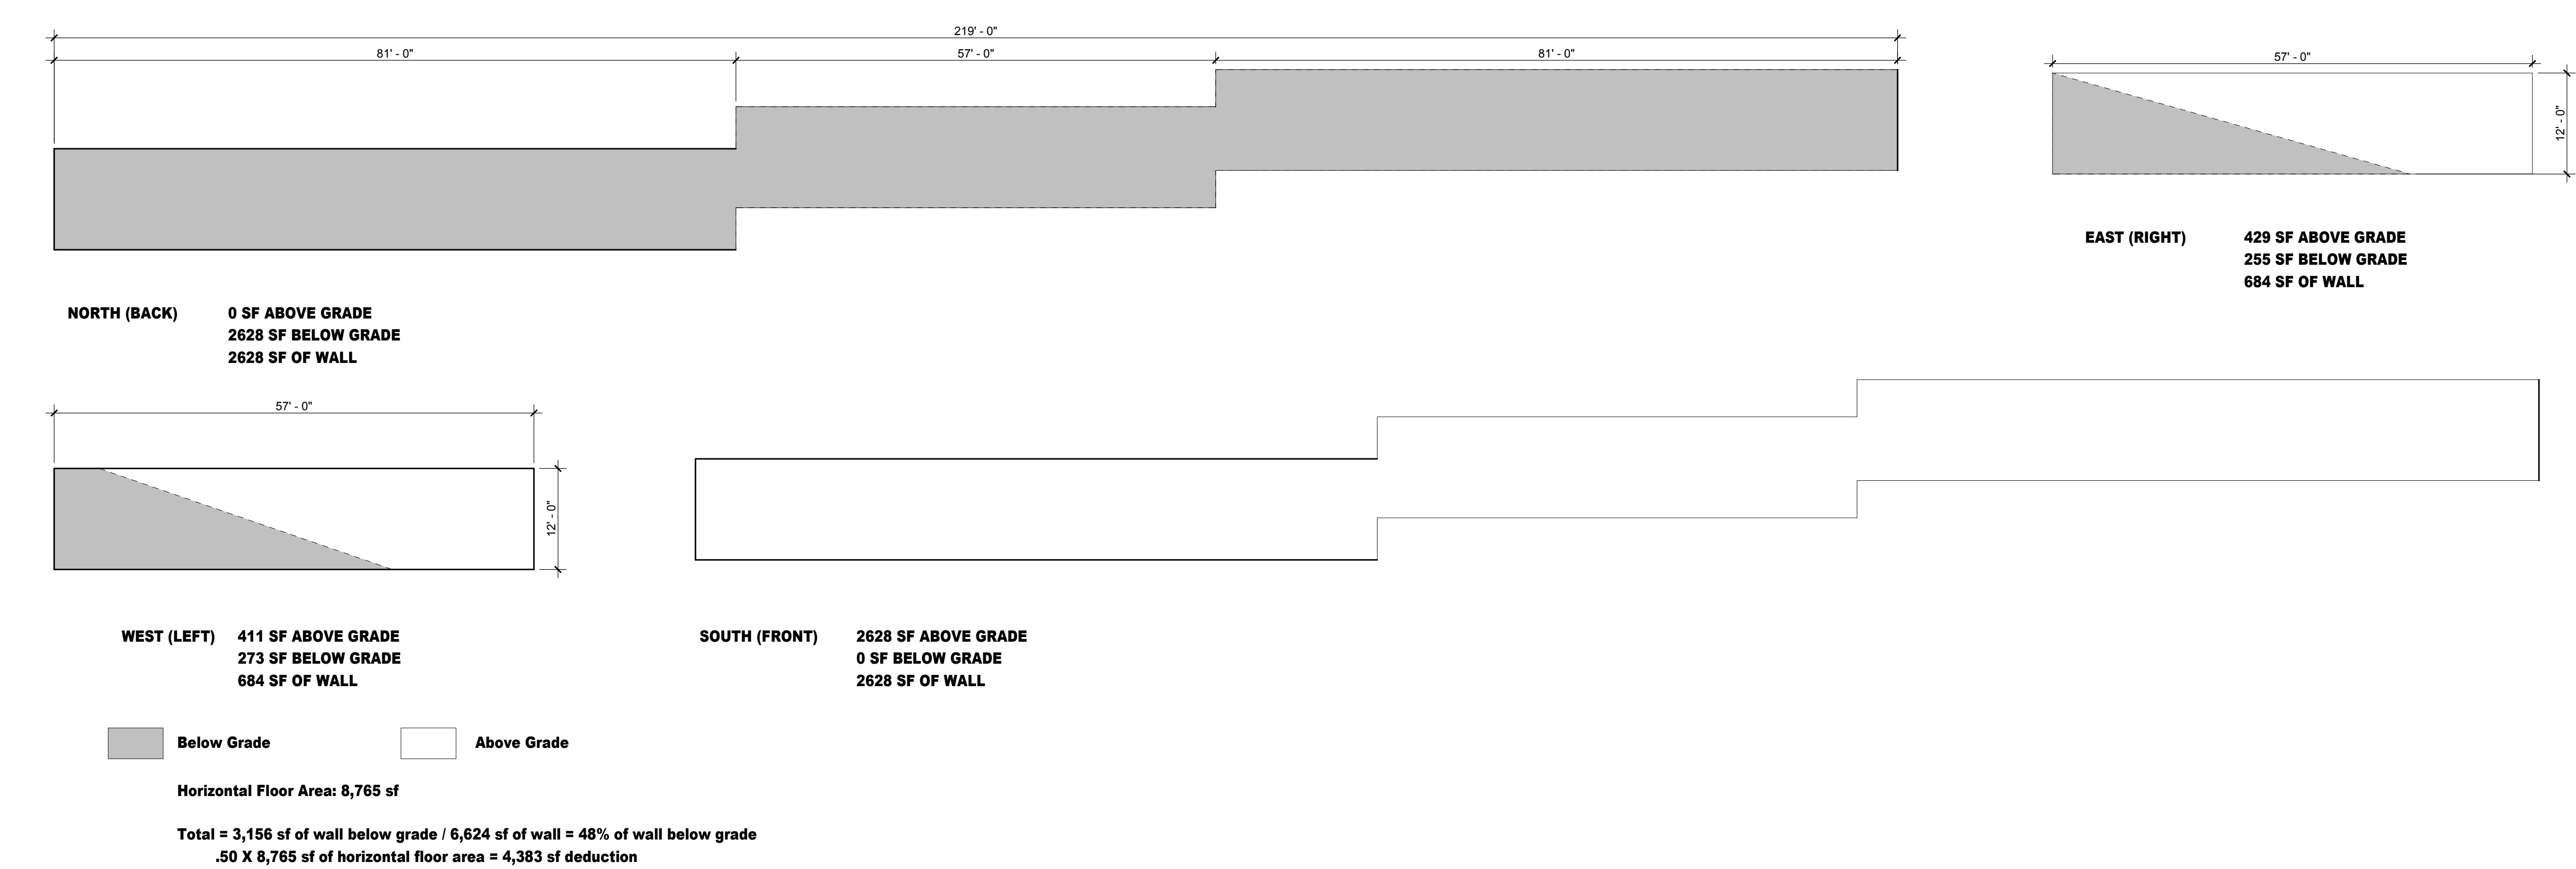 219' - 0"
81' - 0"
57' - 0"
81' - 0"
57' - 0"
12' - 0"
EAST (RIGHT) 429 SF ABOVE GRADE
255 SF BELOW GRADE
684 SF OF WALL
NORTH (BACK) 0 SF ABOVE GRADE
2628 SF BELOW GRADE
2628 SF OF WALL
57' - 0"
12' - 0"
WEST (LEFT) 411 SF ABOVE GRADE
273 SF BELOW GRADE
684 SF OF WALL
SOUTH (FRONT) 2628 SF ABOVE GRADE
0 SF BELOW GRADE
2628 SF OF WALL
Below Grade
Above Grade
Horizontal Floor Area: 8,765 sf
Total = 3,156 sf of wall below grade / 6,624 sf of wall = 48% of wall below grade
.50 X 8,765 sf of horizontal floor area = 4,383 sf deduction